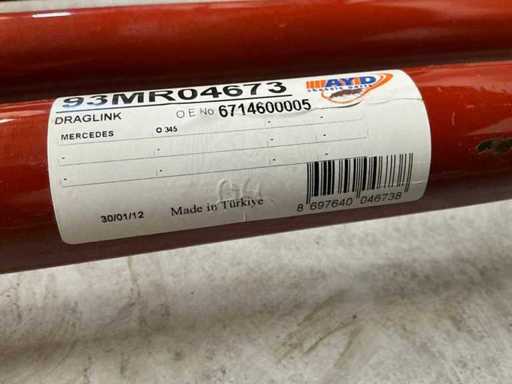 93MR04673
AYD
DRAGLINK O E No 6714600005
MERCEDES O 345
30/01/12 Made in Türkiye
8 697640 046738